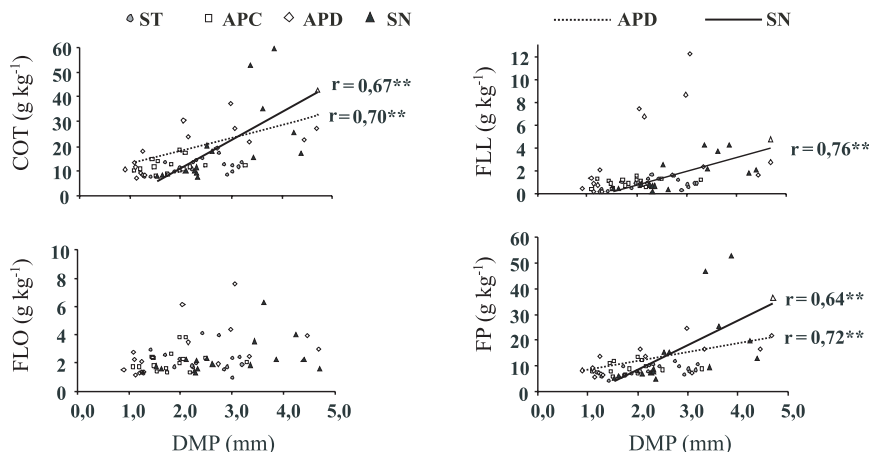 ST APC APD SN APD SN
COT (g kg-1)
60
50
40
30
20
10
0
r = 0,67**
r = 0,70**
FLL (g kg-1)
12
10
8
6
4
2
0
r = 0,76**
FLO (g kg-1)
10
8
6
4
2
0
0,0 1,0 2,0 3,0 4,0 5,0
DMP (mm)
FP (g kg-1)
60
50
40
30
20
10
0
r = 0,64**
r = 0,72**
0,0 1,0 2,0 3,0 4,0 5,0
DMP (mm)